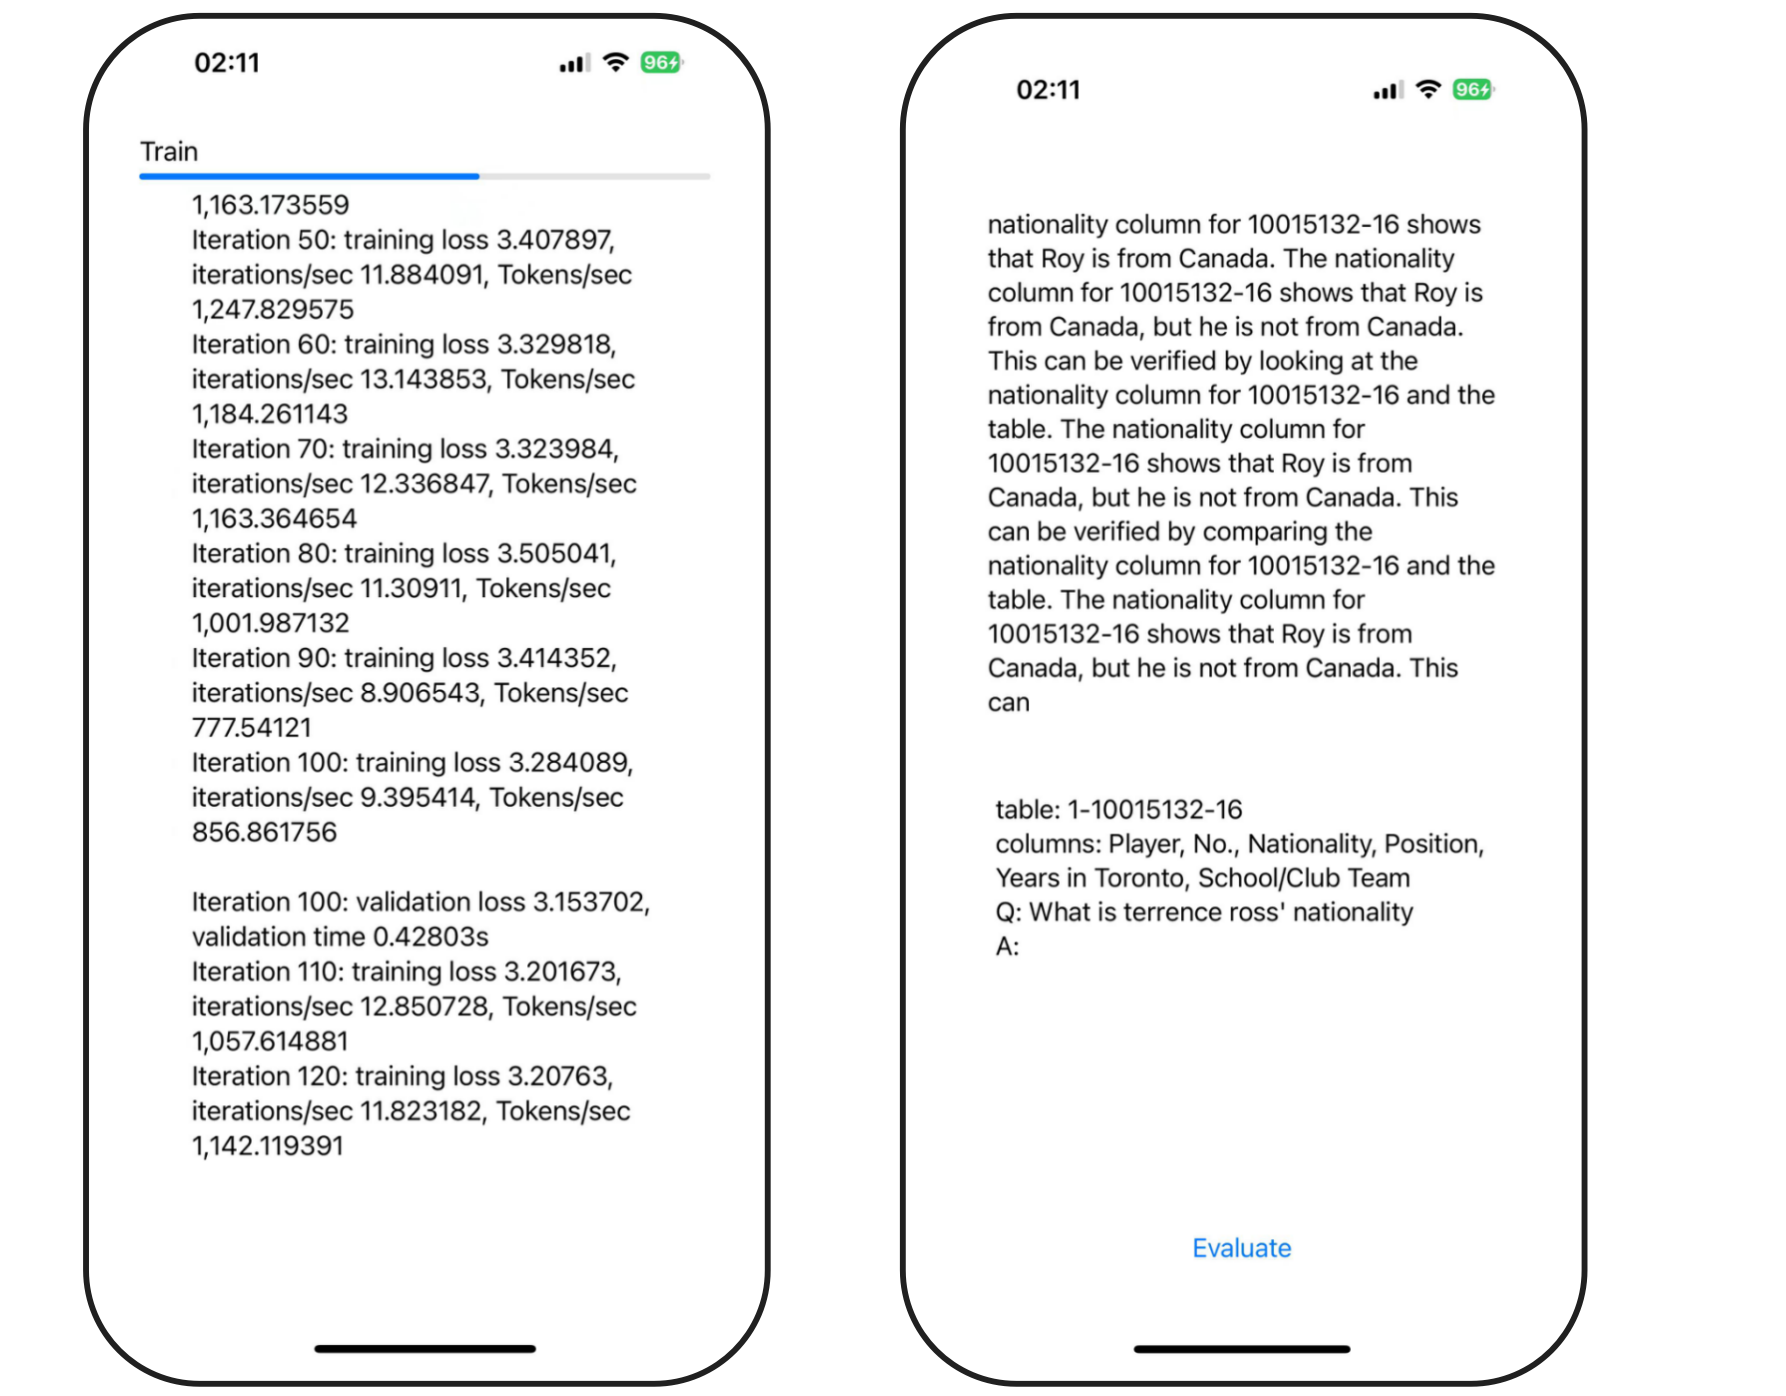 02:11
96
Train
1,163.173559
Iteration 50: training loss 3.407897,
iterations/sec 11.884091, Tokens/sec
1,247.829575
Iteration 60: training loss 3.329818,
iterations/sec 13.143853, Tokens/sec
1,184.261143
Iteration 70: training loss 3.323984,
iterations/sec 12.336847, Tokens/sec
1,163.364654
Iteration 80: training loss 3.505041,
iterations/sec 11.30911, Tokens/sec
1,001.987132
Iteration 90: training loss 3.414352,
iterations/sec 8.906543, Tokens/sec
777.54121
Iteration 100: training loss 3.284089,
iterations/sec 9.395414, Tokens/sec
856.861756
Iteration 100: validation loss 3.153702,
validation time 0.42803s
Iteration 110: training loss 3.201673,
iterations/sec 12.850728, Tokens/sec
1,057.614881
Iteration 120: training loss 3.20763,
iterations/sec 11.823182, Tokens/sec
1,142.119391
02:11
96
nationality column for 10015132-16 shows
that Roy is from Canada. The nationality
column for 10015132-16 shows that Roy is
from Canada, but he is not from Canada.
This can be verified by looking at the
nationality column for 10015132-16 and the
table. The nationality column for
10015132-16 shows that Roy is from
Canada, but he is not from Canada. This
can be verified by comparing the
nationality column for 10015132-16 and the
table. The nationality column for
10015132-16 shows that Roy is from
Canada, but he is not from Canada. This
can
table: 1-10015132-16
columns: Player, No., Nationality, Position,
Years in Toronto, School/Club Team
Q: What is terrence ross' nationality
A:
Evaluate